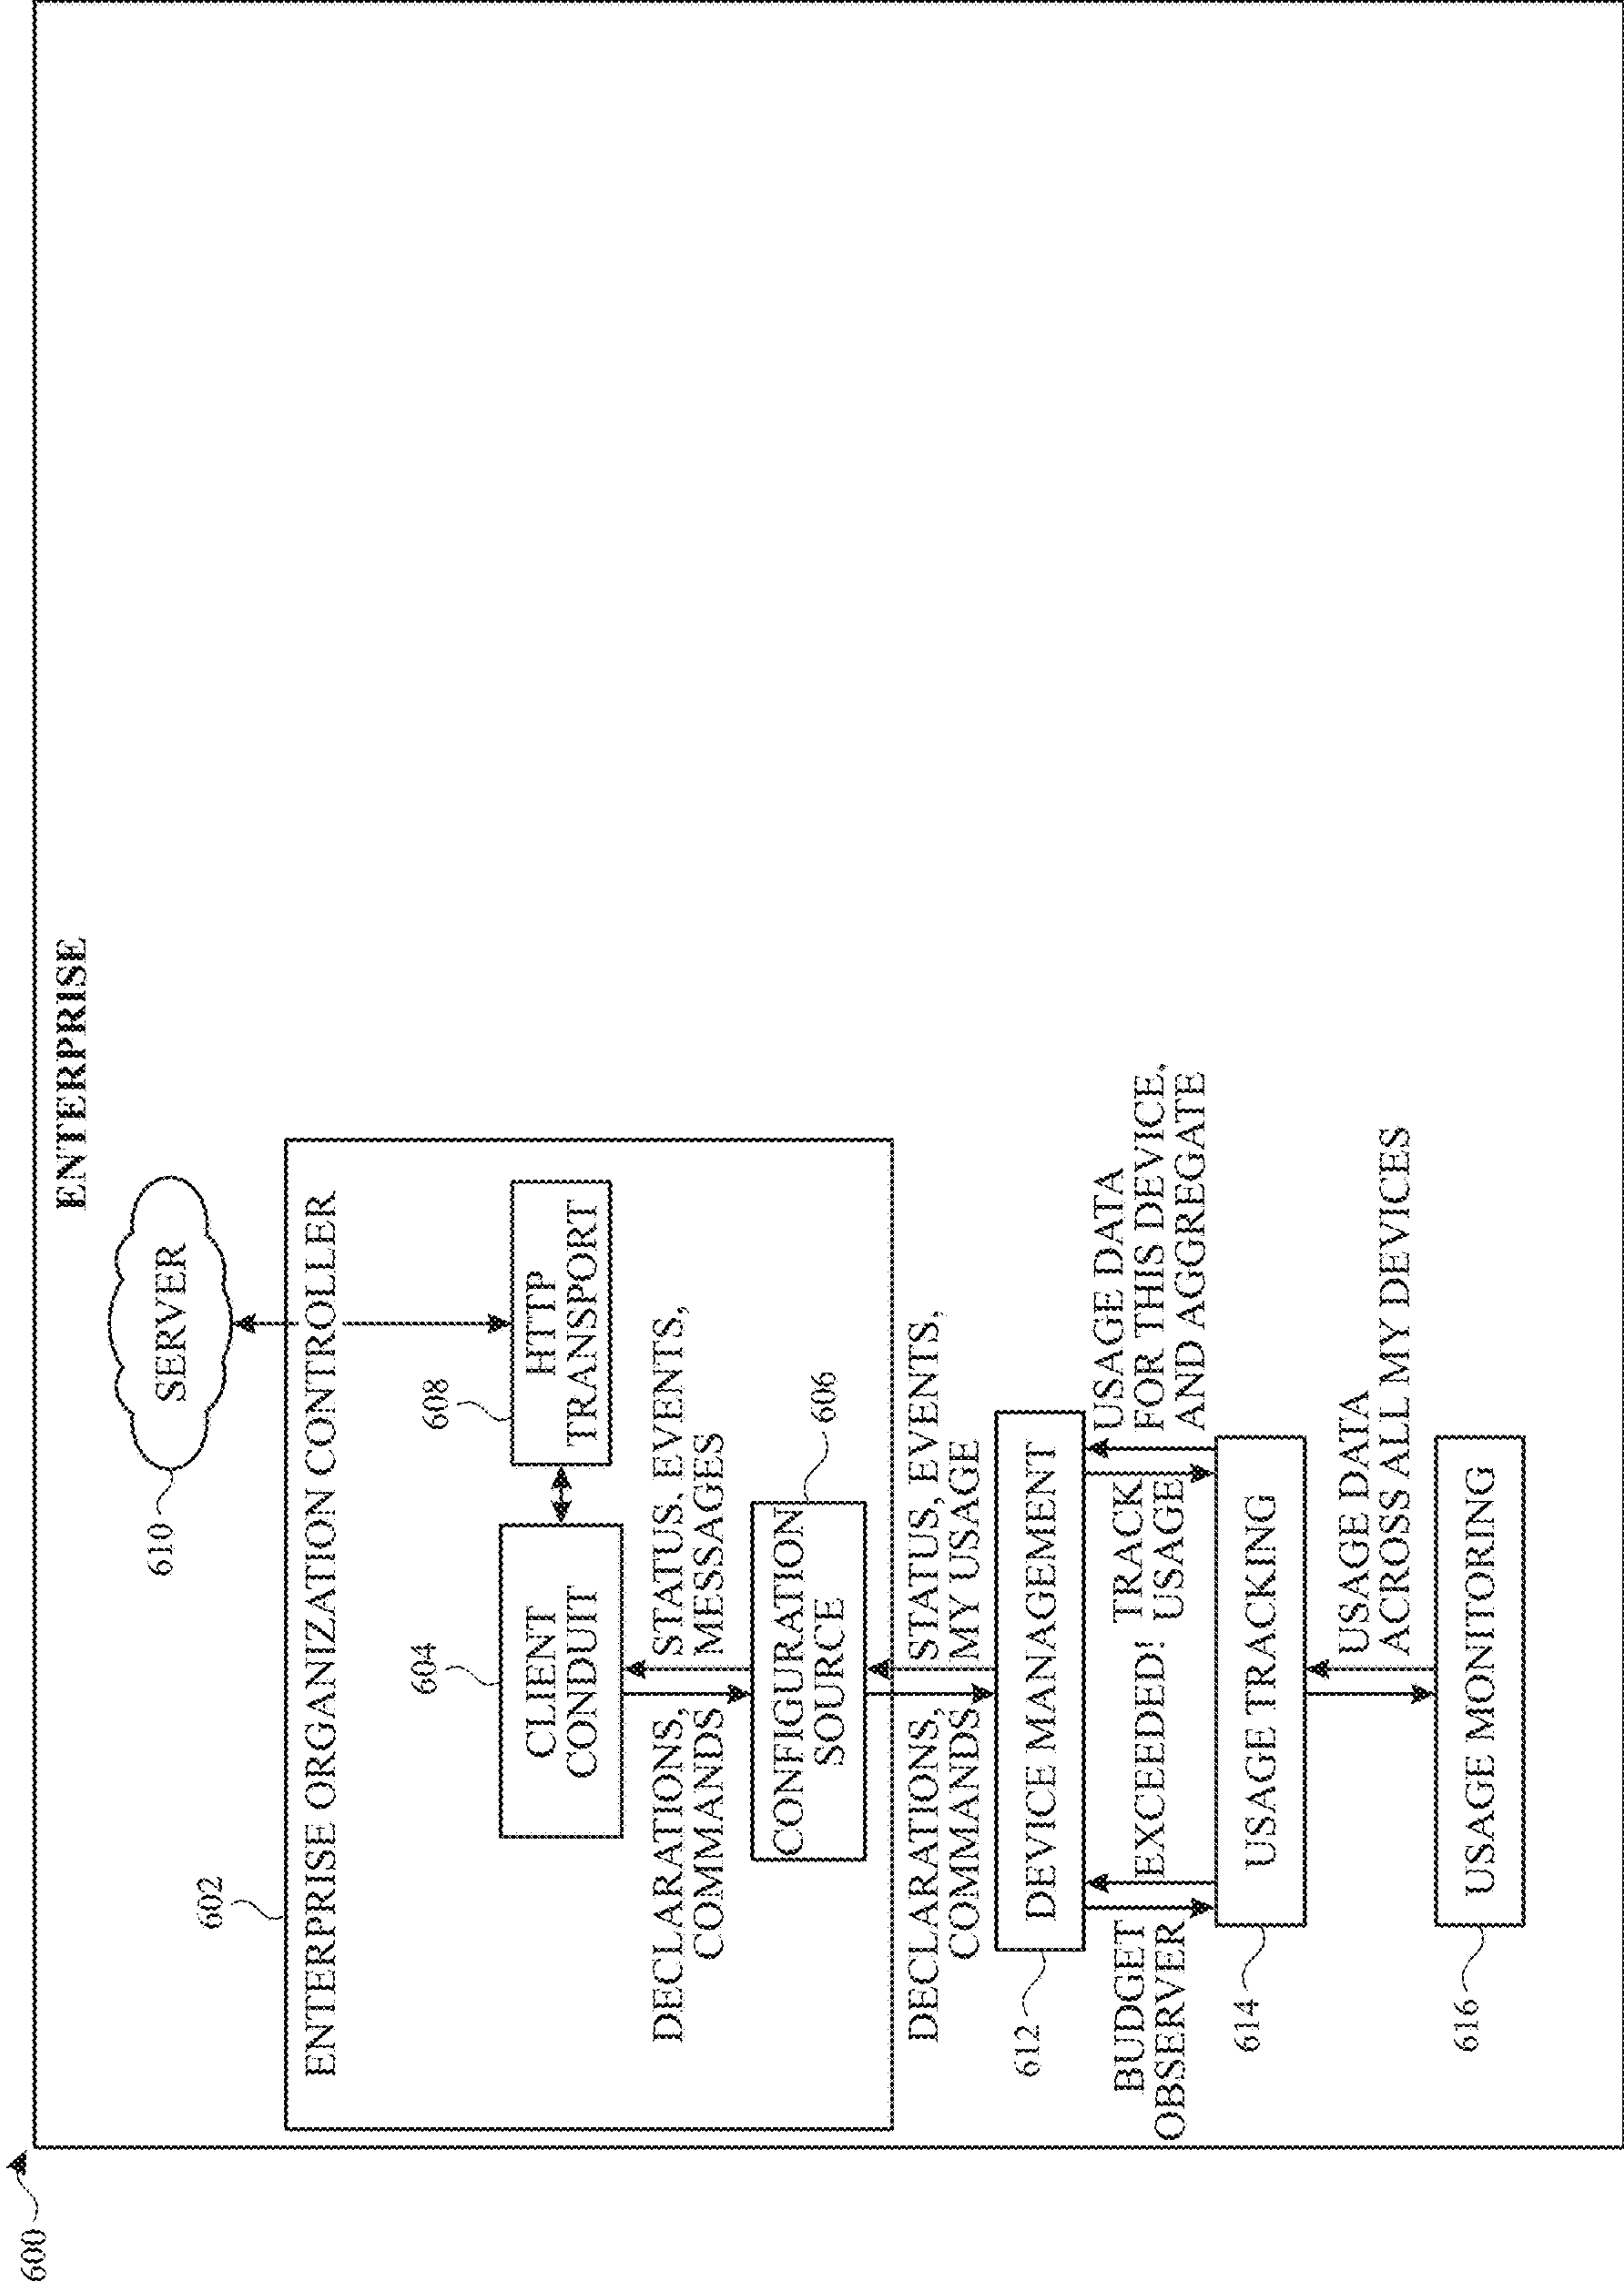 600
ENTERPRISE
SERVER
610
602
ENTERPRISE ORGANIZATION CONTROLLER
604
CLIENT
CONDUIT
608
HTTP
TRANSPORT
DECLARATIONS,
COMMANDS
STATUS, EVENTS,
MESSAGES
CONFIGURATION
SOURCE
606
DECLARATIONS,
COMMANDS
STATUS, EVENTS,
MY USAGE
612
DEVICE MANAGEMENT
BUDGET
OBSERVER
EXCEEDED!
TRACK
USAGE
USAGE DATA
FOR THIS DEVICE,
AND AGGREGATE
614
USAGE TRACKING
USAGE DATA
ACROSS ALL MY DEVICES
616
USAGE MONITORING